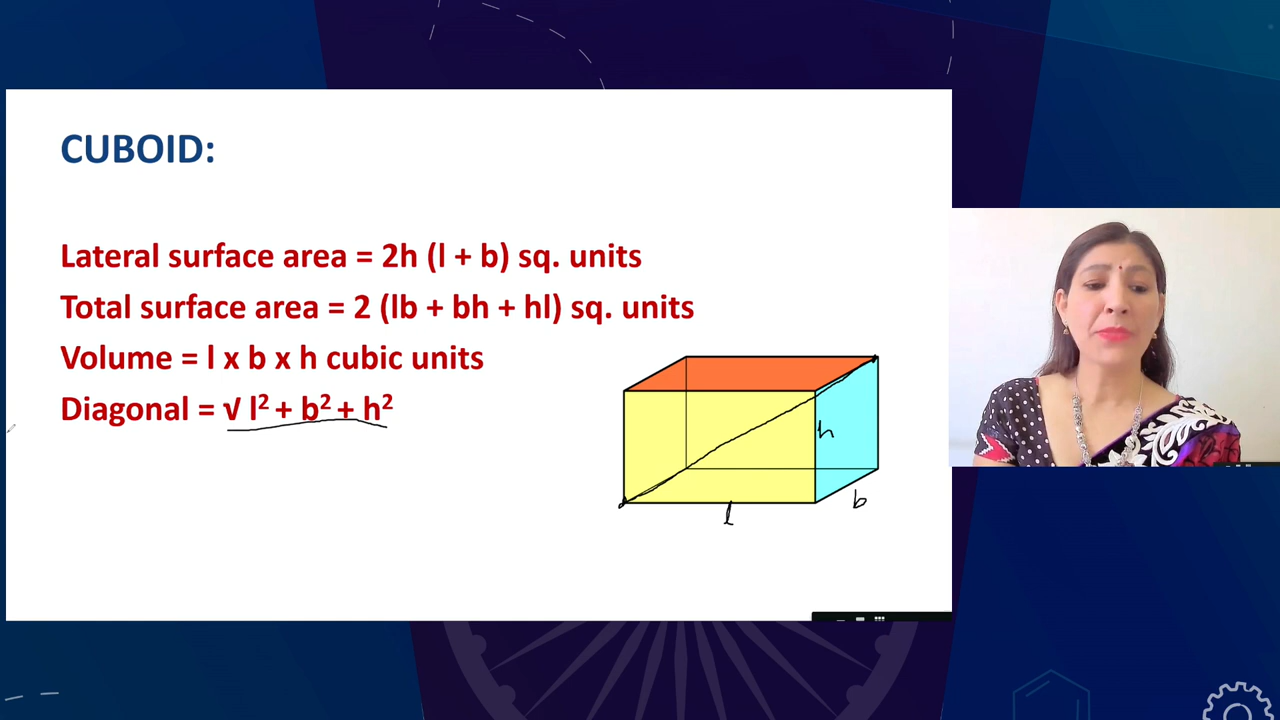 CUBOID:
Lateral surface area = 2h (l + b) sq. units
Total surface area = 2 (lb + bh + hl) sq. units
Volume = l x b x h cubic units
Diagonal = √ l² + b² + h²
h
b
l